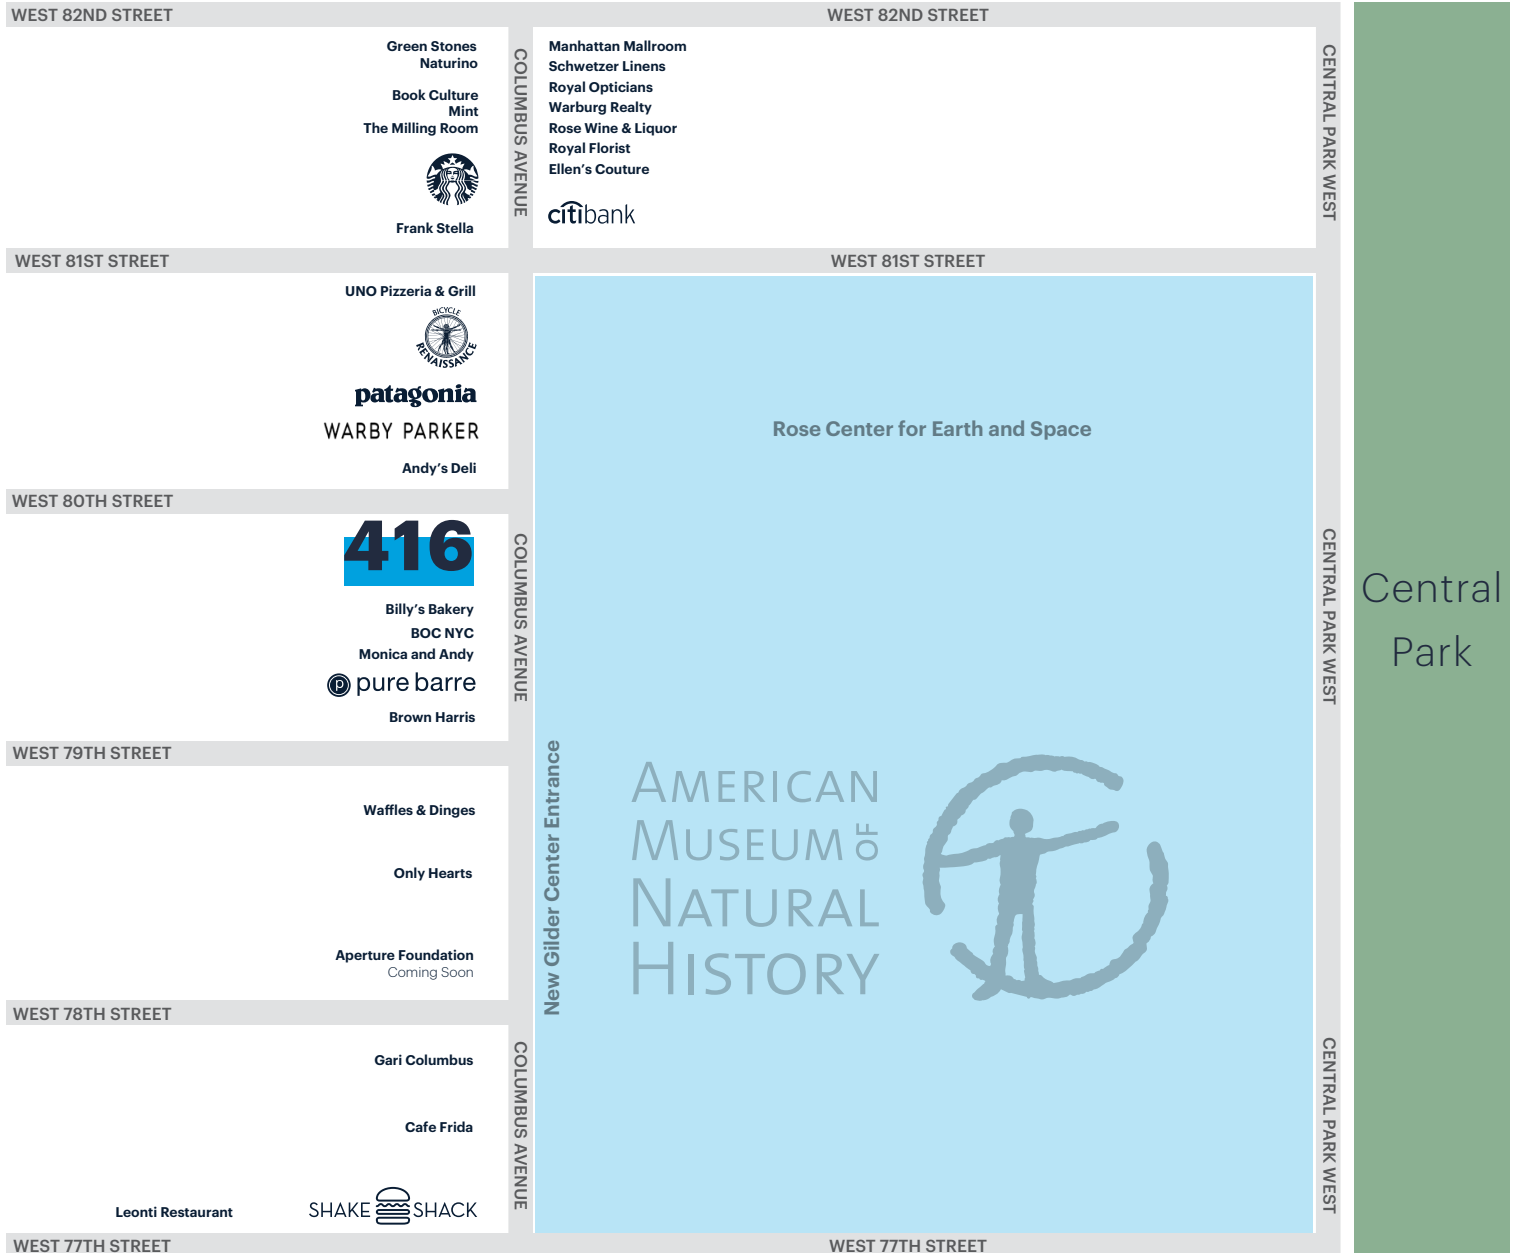 WEST 82ND STREET
WEST 82ND STREET
Green Stones
Naturino
Book Culture
Mint
The Milling Room
Frank Stella
COLUMBUS AVENUE
Manhattan Mallroom
Schwetzer Linens
Royal Opticians
Warburg Realty
Rose Wine & Liquor
Royal Florist
Ellen's Couture
citibank
CENTRAL PARK WEST
WEST 81ST STREET
WEST 81ST STREET
UNO Pizzeria & Grill
BICYCLE
RENAISSANCE
patagonia
WARBY PARKER
Andy's Deli
Rose Center for Earth and Space
WEST 80TH STREET
416
Billy's Bakery
BOC NYC
Monica and Andy
p pure barre
Brown Harris
COLUMBUS AVENUE
CENTRAL PARK WEST
Central
Park
WEST 79TH STREET
Waffles & Dinges
Only Hearts
Aperture Foundation
Coming Soon
New Gilder Center Entrance
AMERICAN
MUSEUM OF
NATURAL
HISTORY
WEST 78TH STREET
Gari Columbus
Cafe Frida
Leonti Restaurant
SHAKE SHACK
COLUMBUS AVENUE
CENTRAL PARK WEST
WEST 77TH STREET
WEST 77TH STREET